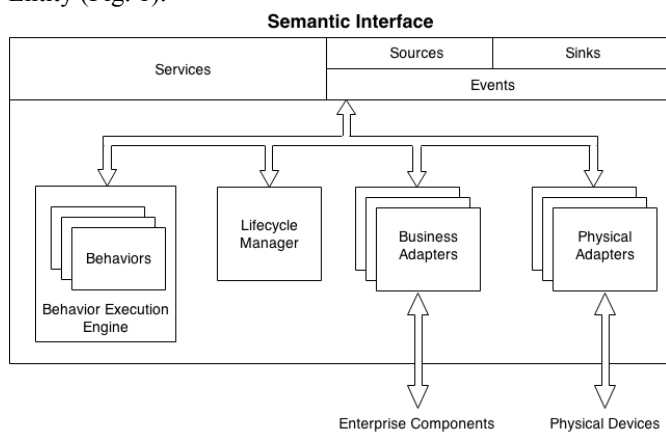 Entity (Fig. 1).
Semantic Interface
Services
Sources
Sinks
Events
Behaviors
Behavior Execution
Engine
Lifecycle
Manager
Business
Adapters
Physical
Adapters
Enterprise Components
Physical Devices